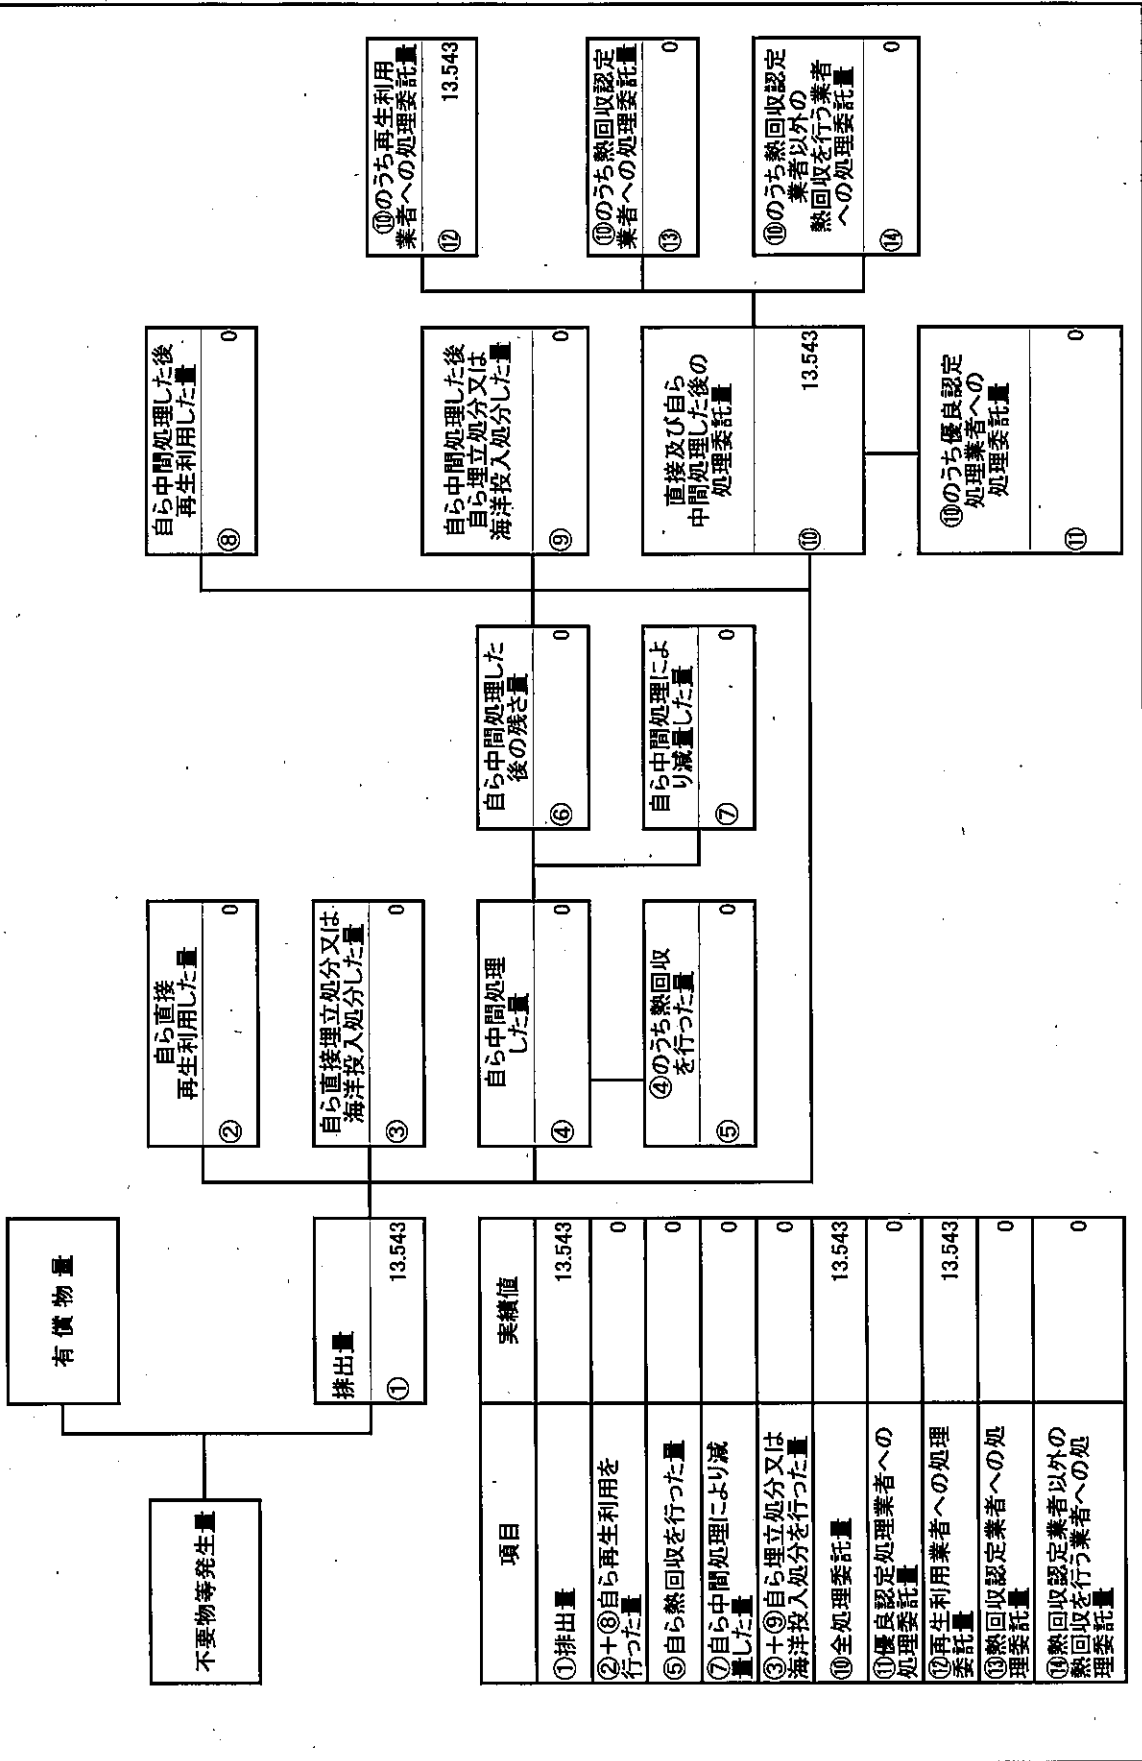 不要物等発生量
有償物量
排出量
① 13.543
自ら直接
再生利用した量
② 0
自ら直接埋立処分又は
海洋投入処分した量
③ 0
自ら中間処理
した量
④ 0
④のうち熱回収
を行った量
⑤ 0
自ら中間処理した
後の残さ量
⑥ 0
自ら中間処理によ
り減量した量
⑦ 0
自ら中間処理した後
再生利用した量
⑧ 0
自ら中間処理した後
自ら埋立処分又は
海洋投入処分した量
⑨ 0
直接及び自ら
中間処理した後の
処理委託量
⑩ 13.543
⑩のうち優良認定
処理業者への
処理委託量
⑪ 0
⑩のうち再生利用
業者への処理委託量
⑫ 13.543
⑩のうち熱回収認定
業者への処理委託量
⑬ 0
⑩のうち熱回収認定
業者以外の
熱回収を行う業者
への処理委託量
⑭ 0
項目 実績値
①排出量 13.543
②+⑧自ら再生利用を
行った量 0
⑤自ら熱回収を行った量 0
⑦自ら中間処理により減
量した量 0
③+⑨自ら埋立処分又は
海洋投入処分を行った量 0
⑩全処理委託量 13.543
⑪優良認定処理業者への
処理委託量 0
⑫再生利用業者への処理
委託量 13.543
⑬熱回収認定業者への処
理委託量 0
⑭熱回収認定業者以外の
熱回収を行う業者への処
理委託量 0